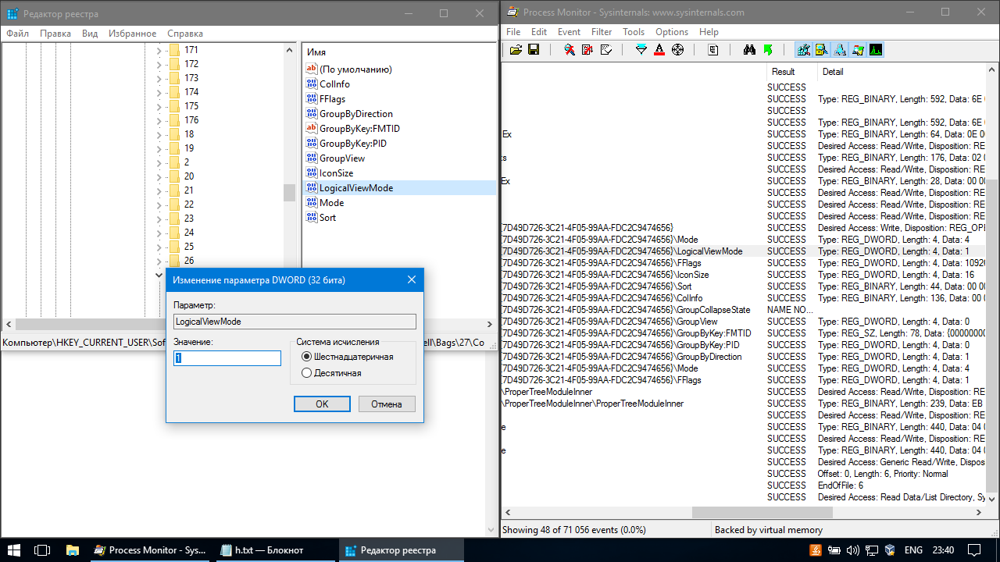 Редактор реестра
Файл Правка Вид Избранное Справка
171
172
173
174
175
176
18
19
2
20
21
22
23
24
25
26
Имя
(По умолчанию)
ColInfo
FFlags
GroupByDirection
GroupByKey:FMTID
GroupByKey:PID
GroupView
IconSize
LogicalViewMode
Mode
Sort
Компьютер\HKEY_CURRENT_USER\Sof
ell\Bags\27\Co
Изменение параметра DWORD (32 бита)
Параметр:
LogicalViewMode
Значение:
1
Система исчисления
Шестнадцатеричная
Десятичная
OK
Отмена
Process Monitor - Sysinternals: www.sysinternals.com
File Edit Event Filter Tools Options Help
Result Detail
SUCCESS
SUCCESS Type: REG_BINARY, Length: 592, Data: 6E
SUCCESS
SUCCESS Type: REG_BINARY, Length: 592, Data: 6E
Ex SUCCESS Type: REG_BINARY, Length: 64, Data: 0E 00
SUCCESS Desired Access: Read/Write, Disposition: RE
ts SUCCESS Type: REG_BINARY, Length: 176, Data: 02 0
SUCCESS Desired Access: Read/Write, Disposition: RE
Ex SUCCESS Type: REG_BINARY, Length: 28, Data: 00 00
SUCCESS Desired Access: Read/Write, Disposition: RE
SUCCESS Desired Access: Read/Write, Disposition: RE
SUCCESS Desired Access: Read/Write, Disposition: RE
{7D49D726-3C21-4F05-99AA-FDC2C9474656} SUCCESS Desired Access: Write, Disposition: REG_OPI
{7D49D726-3C21-4F05-99AA-FDC2C9474656}\Mode SUCCESS Type: REG_DWORD, Length: 4, Data: 4
{7D49D726-3C21-4F05-99AA-FDC2C9474656}\LogicalViewMode SUCCESS Type: REG_DWORD, Length: 4, Data: 1
{7D49D726-3C21-4F05-99AA-FDC2C9474656}\FFlags SUCCESS Type: REG_DWORD, Length: 4, Data: 10920
{7D49D726-3C21-4F05-99AA-FDC2C9474656}\IconSize SUCCESS Type: REG_DWORD, Length: 4, Data: 16
{7D49D726-3C21-4F05-99AA-FDC2C9474656}\Sort SUCCESS Type: REG_BINARY, Length: 44, Data: 00 00
{7D49D726-3C21-4F05-99AA-FDC2C9474656}\ColInfo SUCCESS Type: REG_BINARY, Length: 136, Data: 00 0
{7D49D726-3C21-4F05-99AA-FDC2C9474656}\GroupCollapseState NAME NO...
{7D49D726-3C21-4F05-99AA-FDC2C9474656}\GroupView SUCCESS Type: REG_DWORD, Length: 4, Data: 0
{7D49D726-3C21-4F05-99AA-FDC2C9474656}\GroupByKey:FMTID SUCCESS Type: REG_SZ, Length: 78, Data: {00000000
{7D49D726-3C21-4F05-99AA-FDC2C9474656}\GroupByKey:PID SUCCESS Type: REG_DWORD, Length: 4, Data: 0
{7D49D726-3C21-4F05-99AA-FDC2C9474656}\GroupByDirection SUCCESS Type: REG_DWORD, Length: 4, Data: 1
{7D49D726-3C21-4F05-99AA-FDC2C9474656}\Mode SUCCESS Type: REG_DWORD, Length: 4, Data: 4
{7D49D726-3C21-4F05-99AA-FDC2C9474656}\FFlags SUCCESS Type: REG_DWORD, Length: 4, Data: 1
\ProperTreeModuleInner SUCCESS Desired Access: Read/Write, Disposition: RE
\ProperTreeModuleInner\ProperTreeModuleInner SUCCESS Type: REG_BINARY, Length: 239, Data: EB
SUCCESS Desired Access: Read/Write, Disposition: RE
e SUCCESS Type: REG_BINARY, Length: 440, Data: 04 0
SUCCESS Desired Access: Read/Write, Disposition: RE
e SUCCESS Type: REG_BINARY, Length: 440, Data: 04 0
SUCCESS Desired Access: Generic Read/Write, Dispos
SUCCESS Offset: 0, Length: 6, Priority: Normal
SUCCESS EndOfFile: 6
SUCCESS Desired Access: Read Data/List Directory, Sy
Showing 48 of 71 056 events (0.0%) Backed by virtual memory
Process Monitor - Sys... h.txt — Блокнот Редактор реестра ENG 23:40